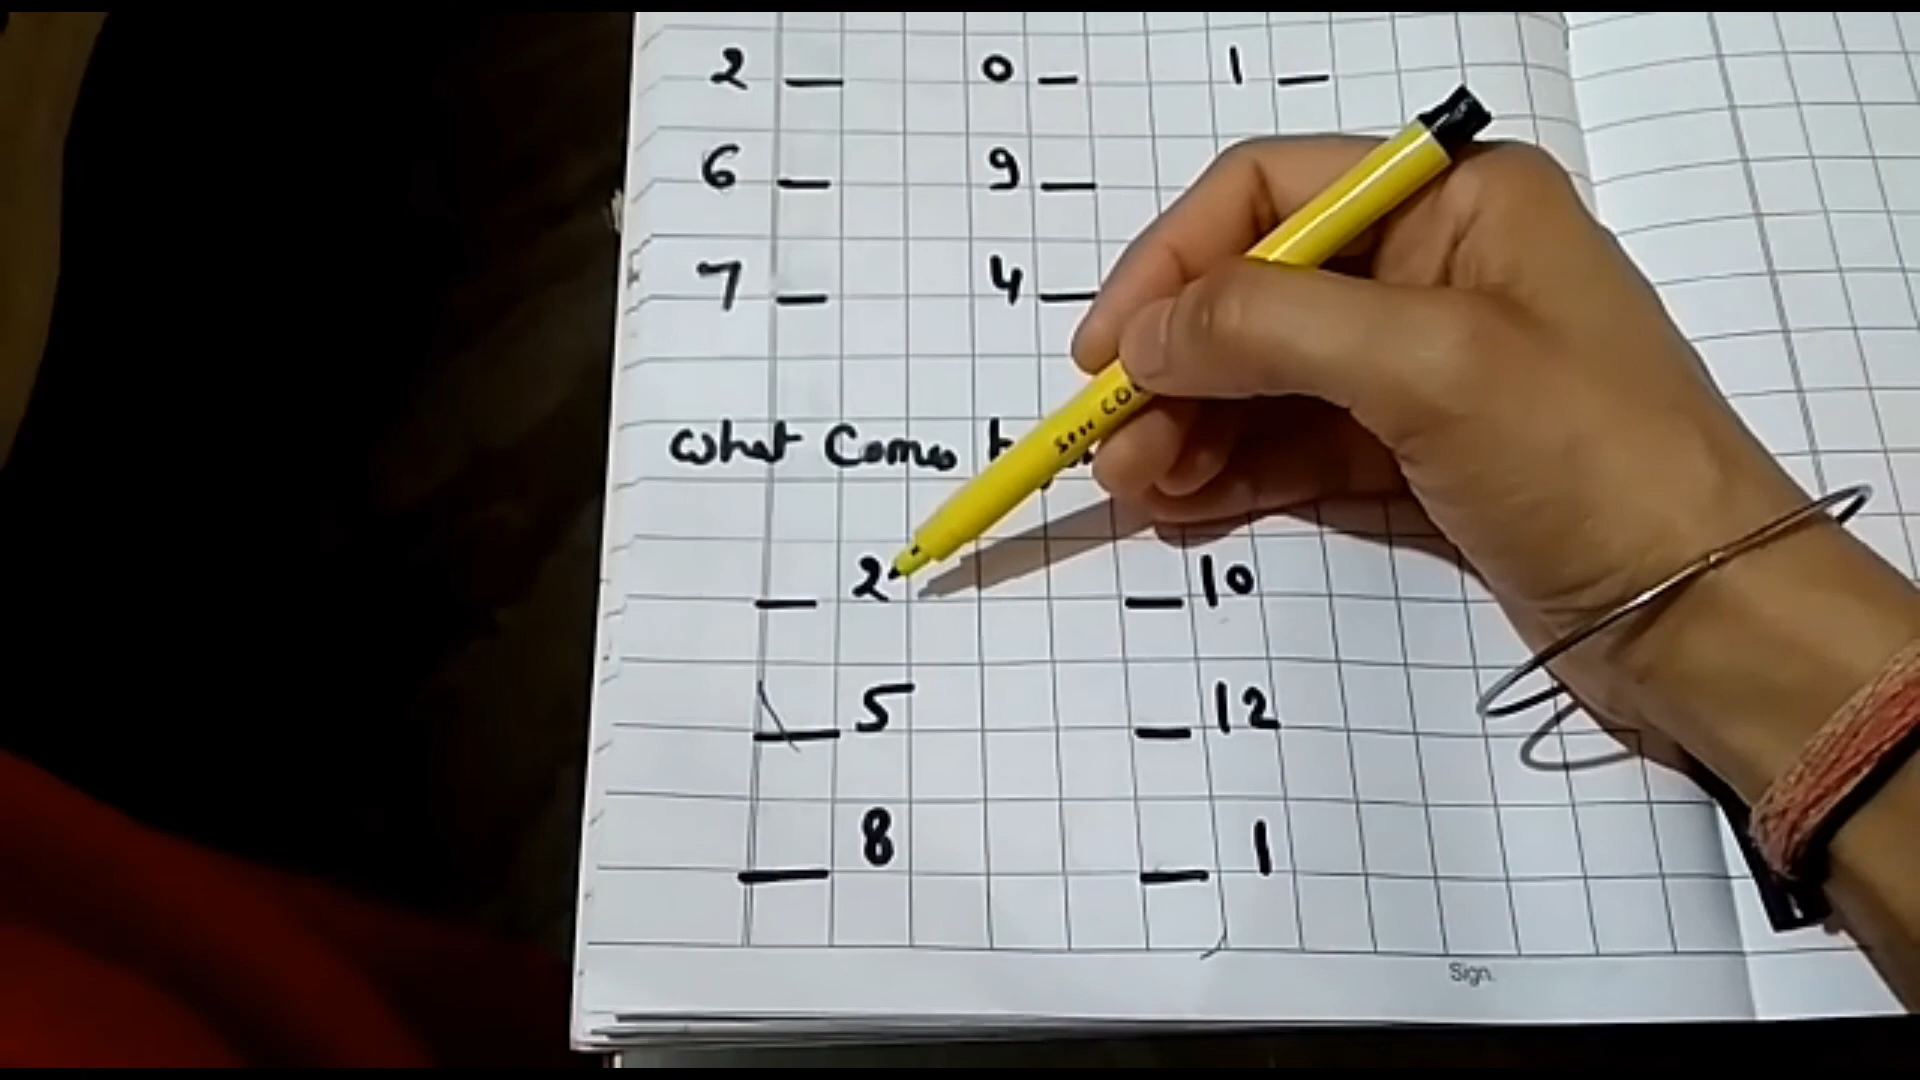 2 __ 0 __ 1 __
6 __ 9 __
7 __ 4 __
What Comes
__ 2 __ 10
__ 5 __ 12
__ 8 __ 1
Sign.